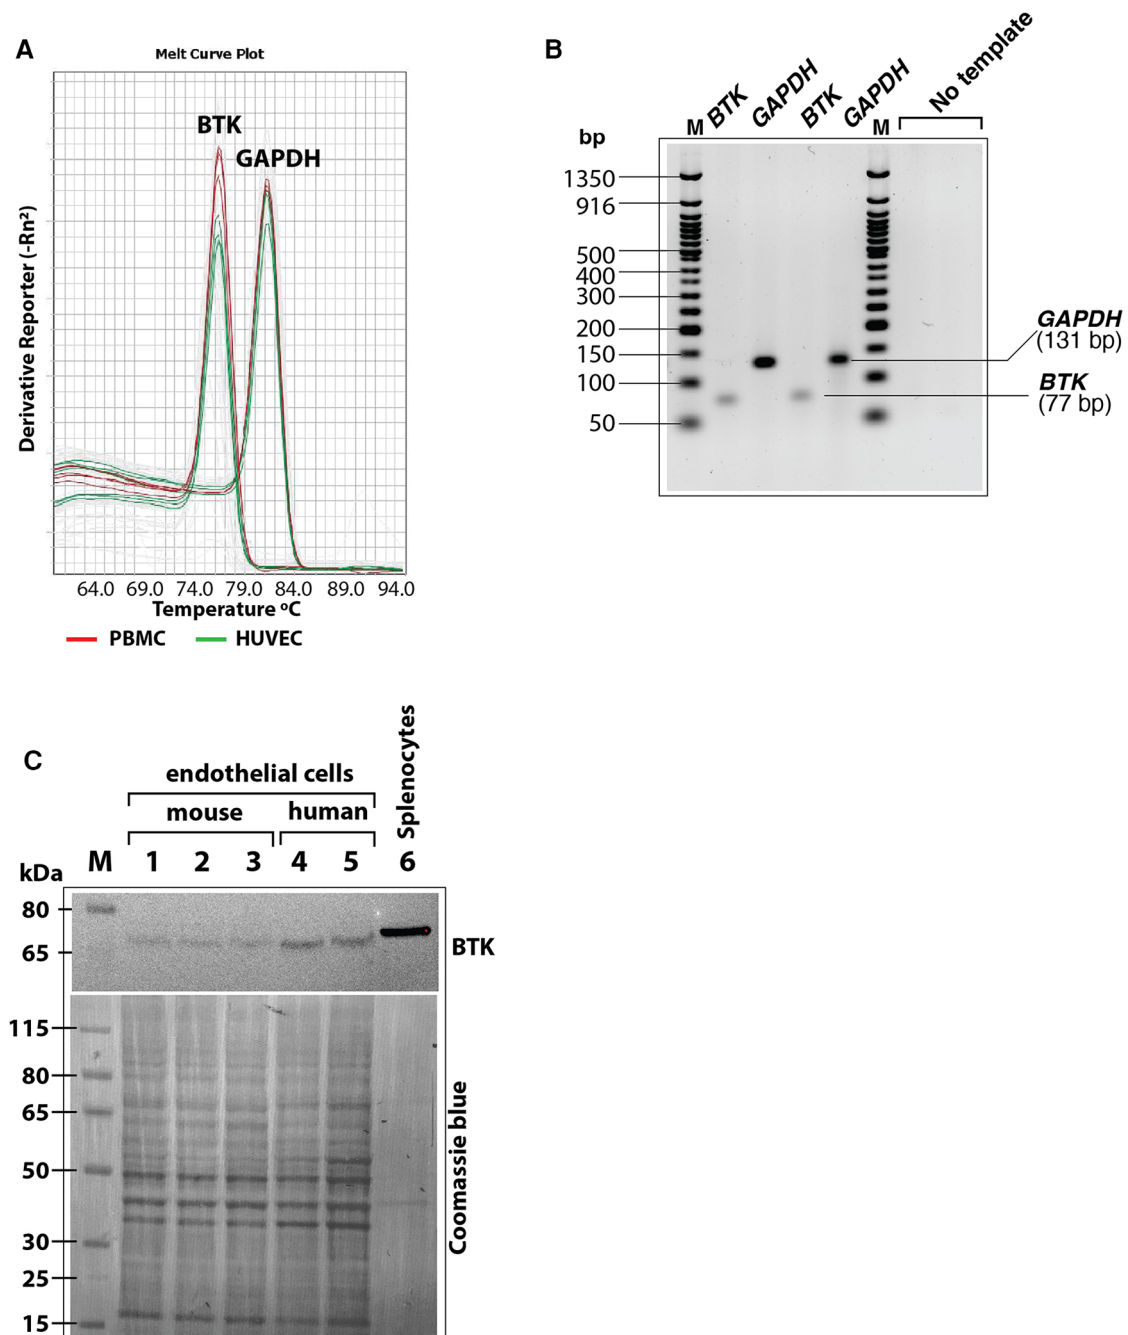 A
Melt Curve Plot
BTK
GAPDH
Derivative Reporter (-Rn²)
64.0 69.0 74.0 79.0 84.0 89.0 94.0
Temperature ºC
PBMC HUVEC
B
bp
M BTK GAPDH BTK GAPDH M No template
1350
916
500
400
300
200
150
100
50
GAPDH
(131 bp)
BTK
(77 bp)
C
endothelial cells
mouse human
Splenocytes
kDa M 1 2 3 4 5 6
80
65
BTK
115
80
65
50
30
25
15
Coomassie blue